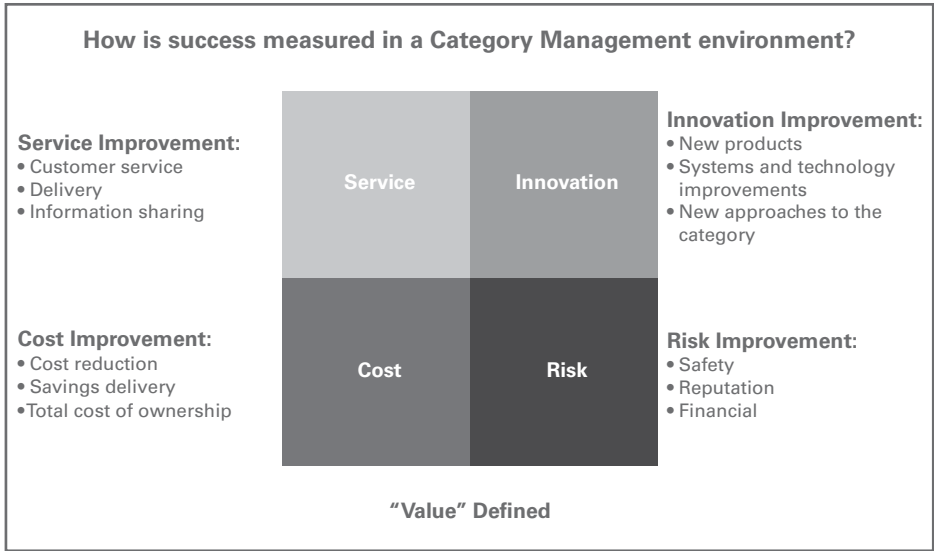 How is success measured in a Category Management environment?
Service Improvement:
• Customer service
• Delivery
• Information sharing
Service
Innovation
Innovation Improvement:
• New products
• Systems and technology
improvements
• New approaches to the
category
Cost Improvement:
• Cost reduction
• Savings delivery
•Total cost of ownership
Cost
Risk
Risk Improvement:
• Safety
• Reputation
• Financial
“Value” Defined